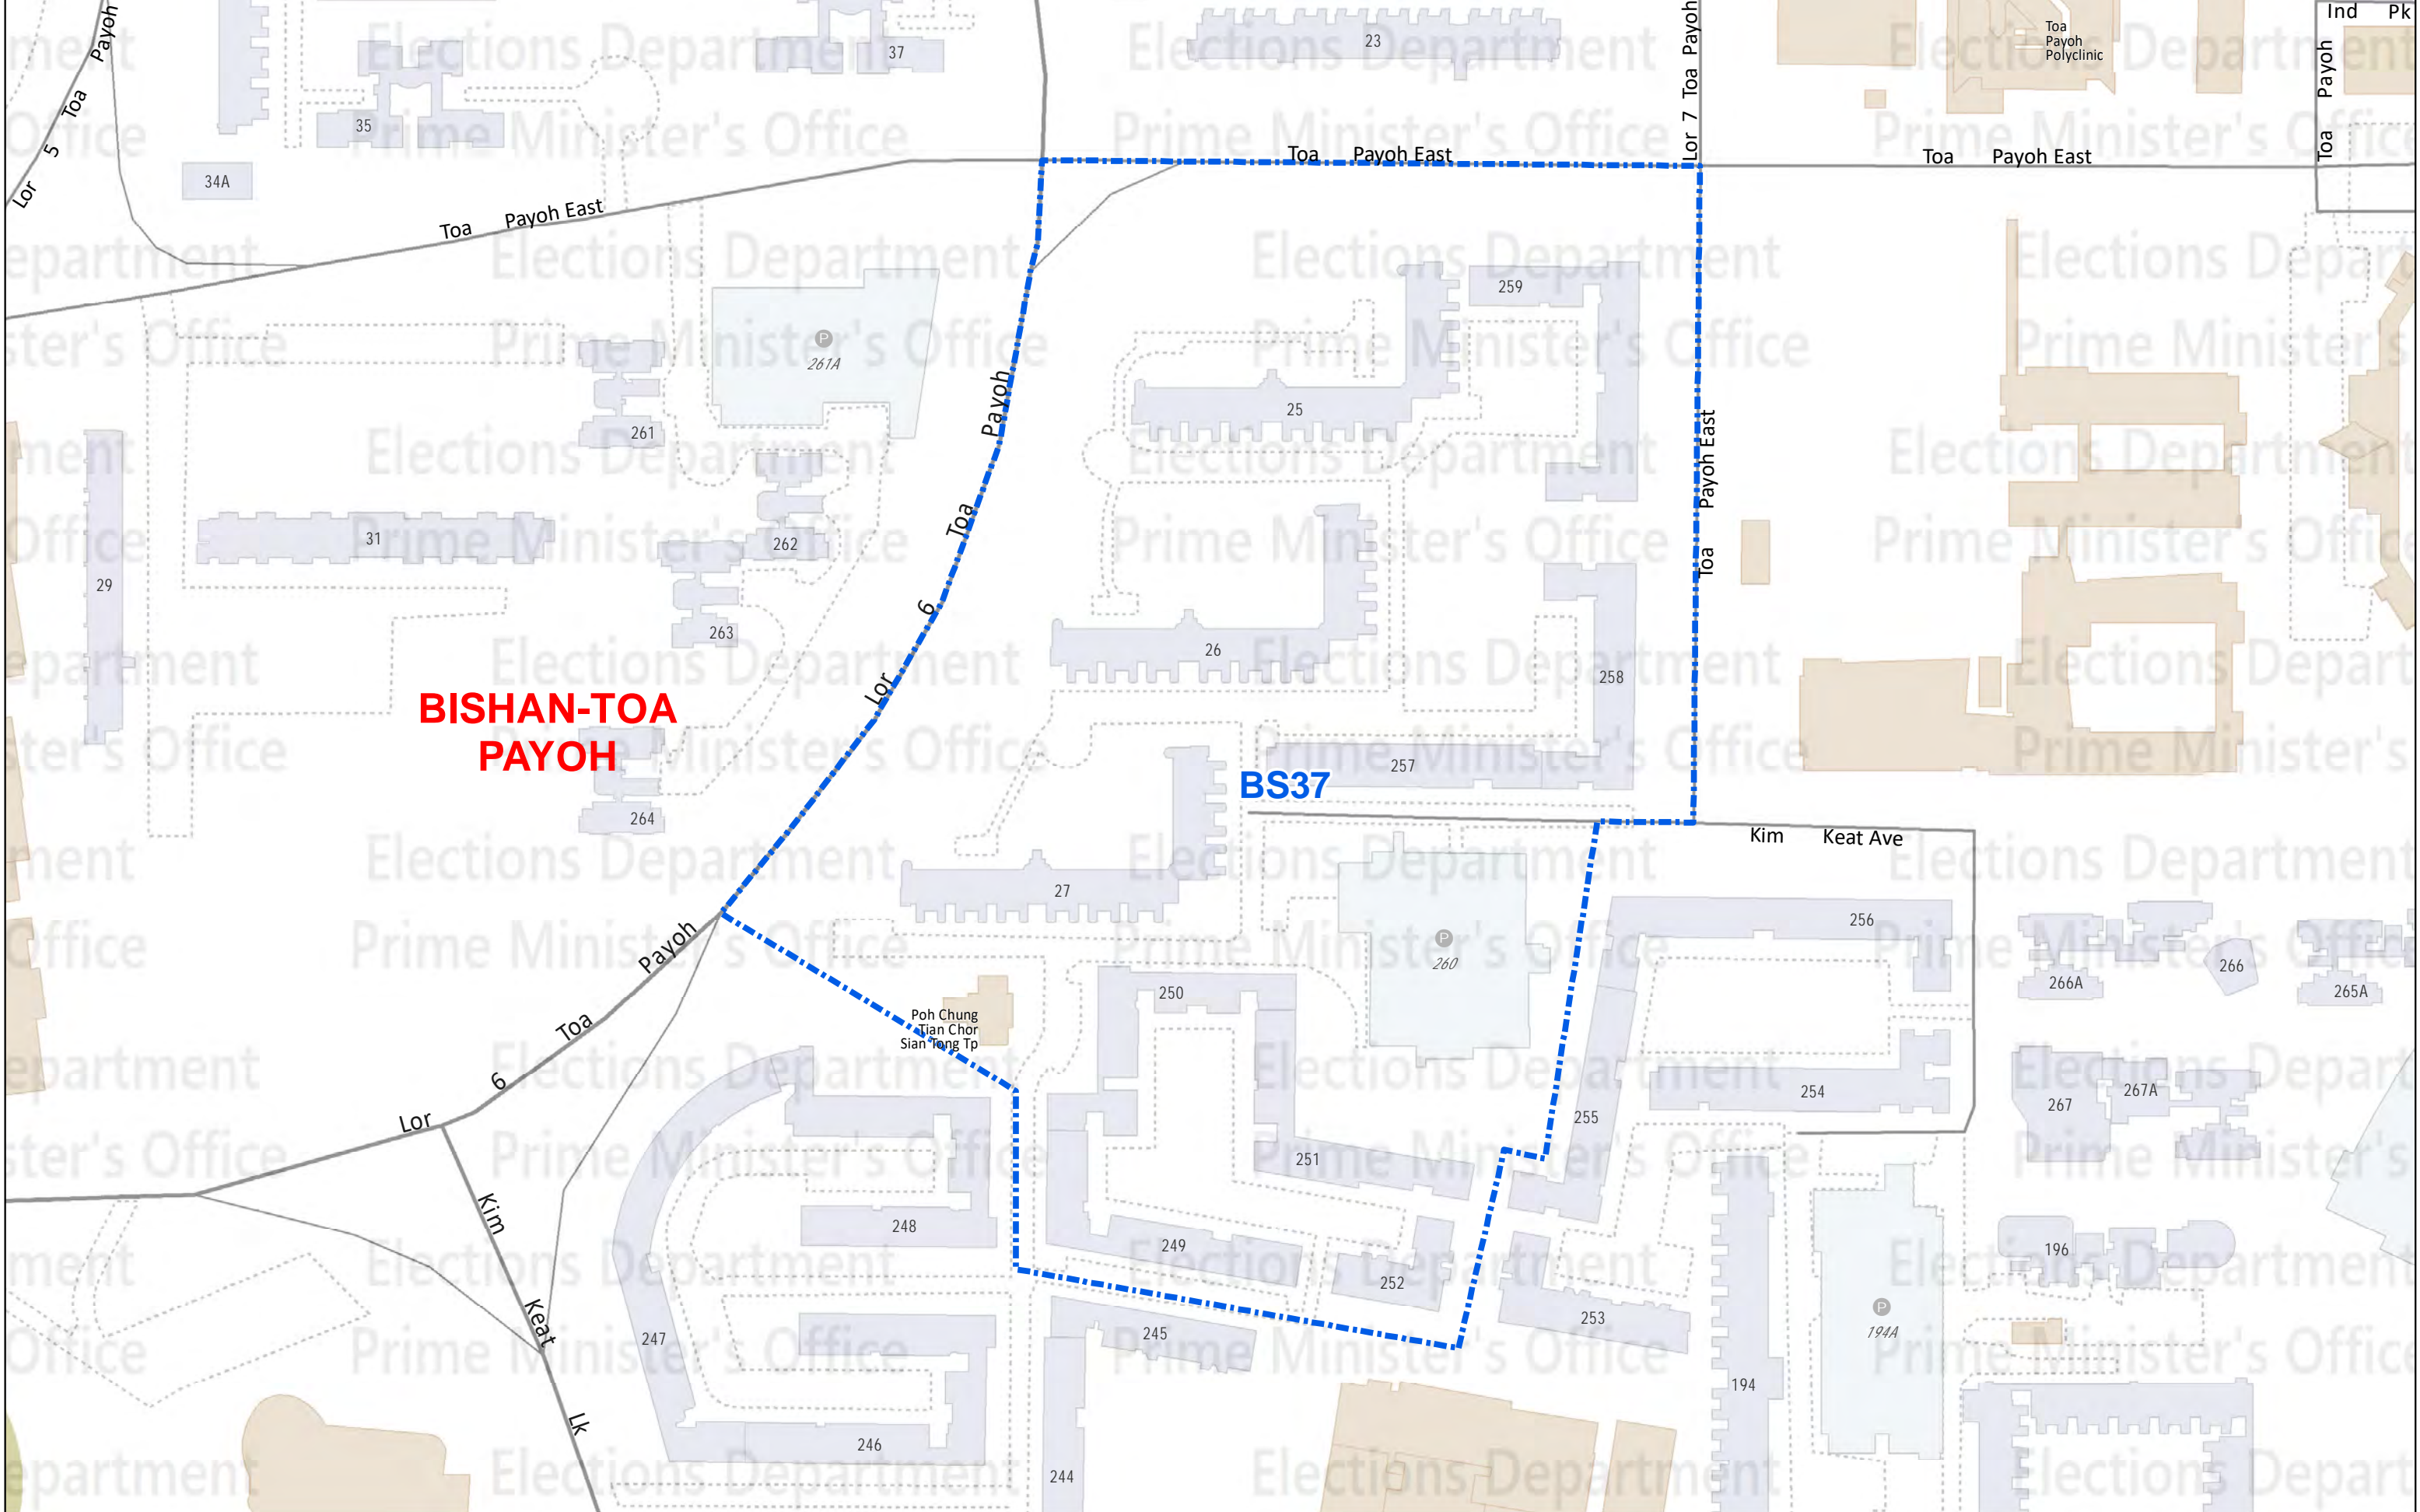 Payoh
Toa
5
Lor
37
23
Lor 7 Toa Payoh
Toa
Payoh
Polyclinic
Ind Pk
Toa Payoh
35
34A
Toa Payoh East
Toa Payoh East
Toa Payoh East
259
P
261A
25
261
Toa Payoh East
31
262
29
263
26
258
Lor 6 Toa Payoh
BISHAN-TOA
PAYOH
264
257
BS37
Kim Keat Ave
27
256
P
260
266A
266
265A
250
Poh Chung
Tian Chor
Sian Tong Tp
Lor 6 Toa Payoh
254
267
267A
255
251
248
249
252
253
196
245
247
P
194A
Kim Keat Lk
194
246
244
Elections Department
Prime Minister's Office